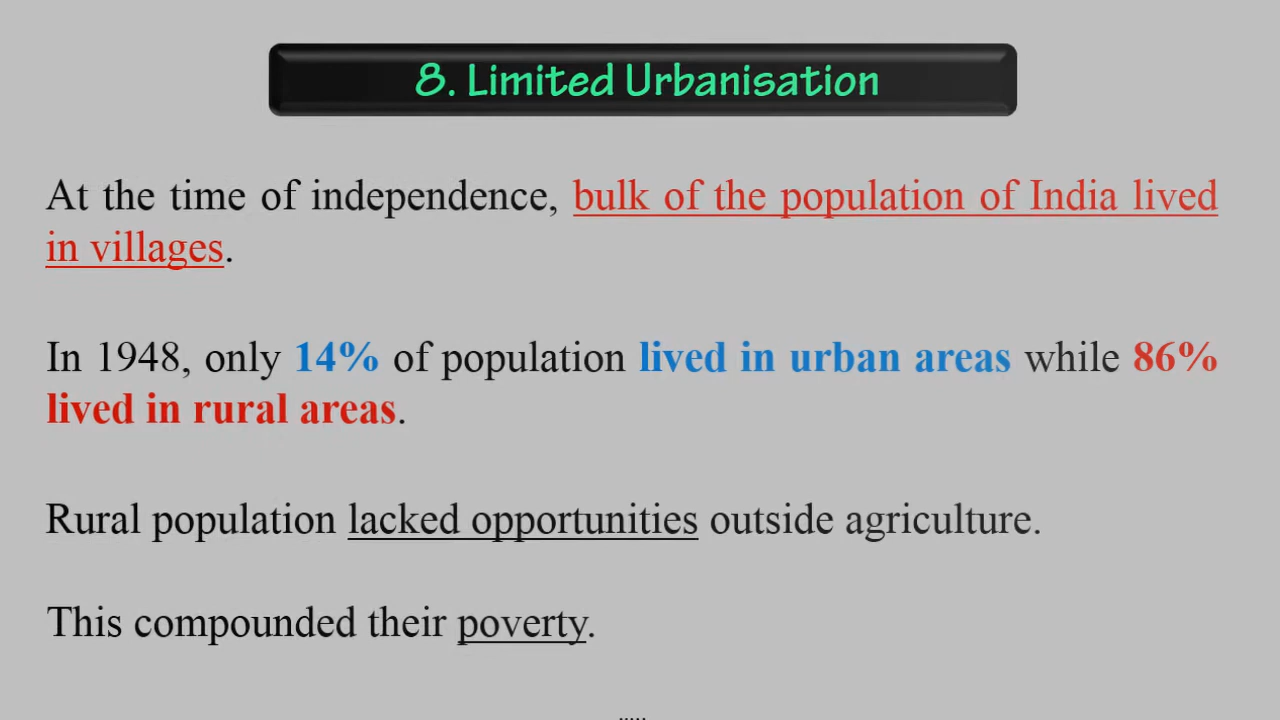 8. Limited Urbanisation
At the time of independence, bulk of the population of India lived
in villages.
In 1948, only 14% of population lived in urban areas while 86%
lived in rural areas.
Rural population lacked opportunities outside agriculture.
This compounded their poverty.